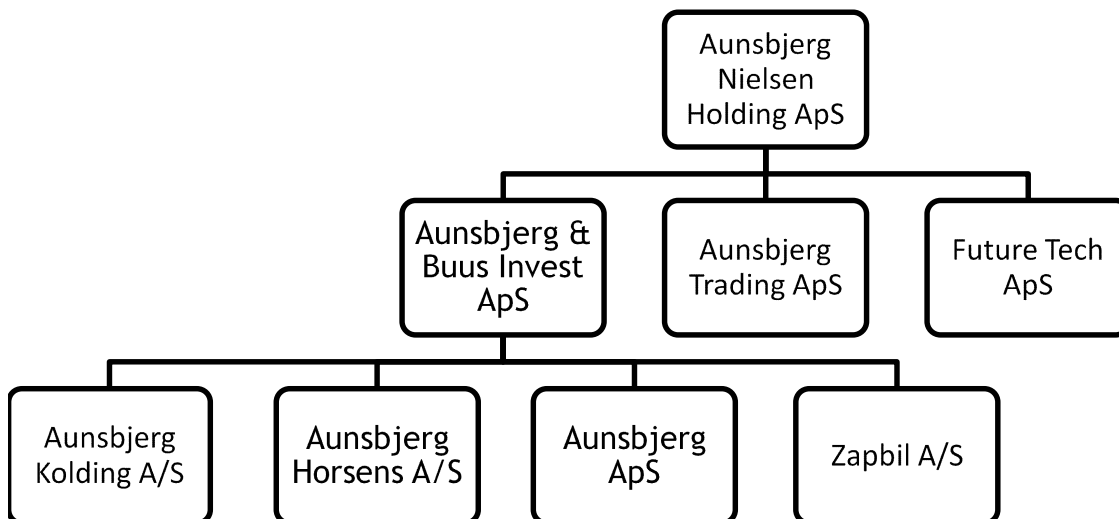 Aunsbjerg
Nielsen
Holding ApS
Aunsbjerg &
Buus Invest
ApS
Aunsbjerg
Trading ApS
Future Tech
ApS
Aunsbjerg
Kolding A/S
Aunsbjerg
Horsens A/S
Aunsbjerg
ApS
Zapbil A/S